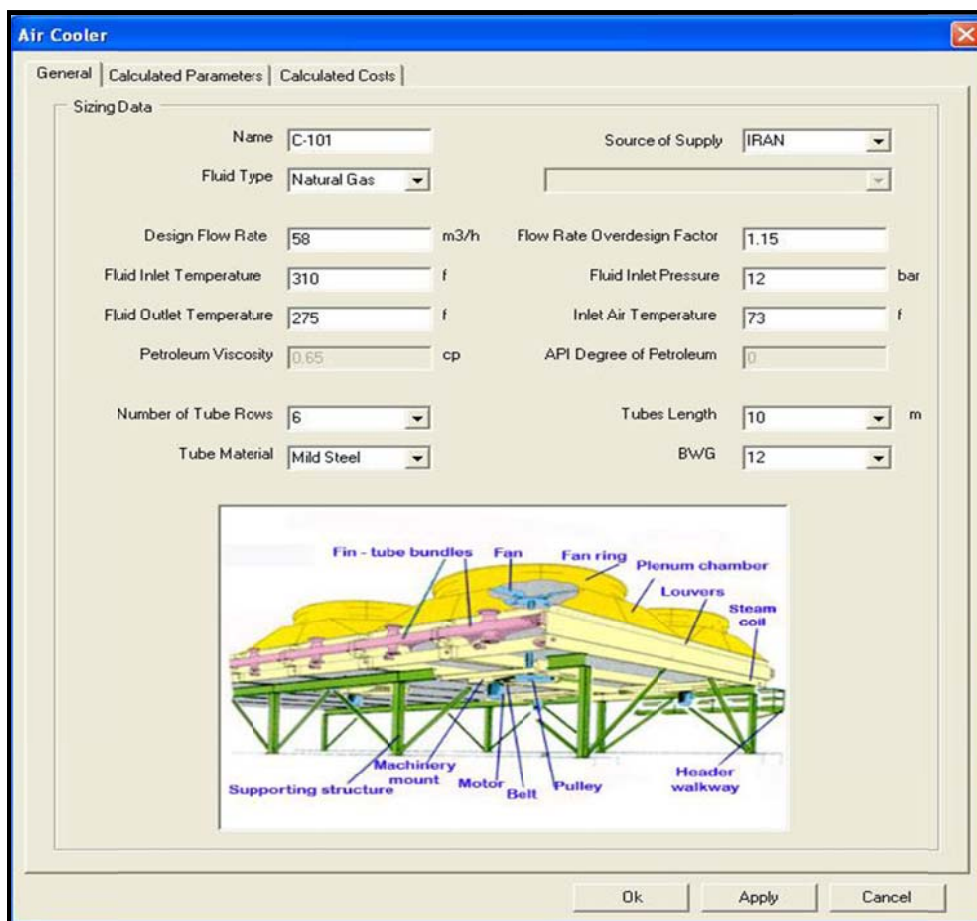 Air Cooler
General Calculated Parameters Calculated Costs
Sizing Data
Name C-101 Source of Supply IRAN
Fluid Type Natural Gas
Design Flow Rate 58 m3/h Flow Rate Overdesign Factor 1.15
Fluid Inlet Temperature 310 f Fluid Inlet Pressure 12 bar
Fluid Outlet Temperature 275 f Inlet Air Temperature 73 f
Petroleum Viscosity 0.65 cp API Degree of Petroleum 0
Number of Tube Rows 6 Tubes Length 10 m
Tube Material Mild Steel BWG 12
Fin - tube bundles Fan Fan ring
Plenum chamber
Louvers
Steam
coil
Supporting structure
Machinery
mount
Motor
Belt
Pulley
Header
walkway
Ok Apply Cancel